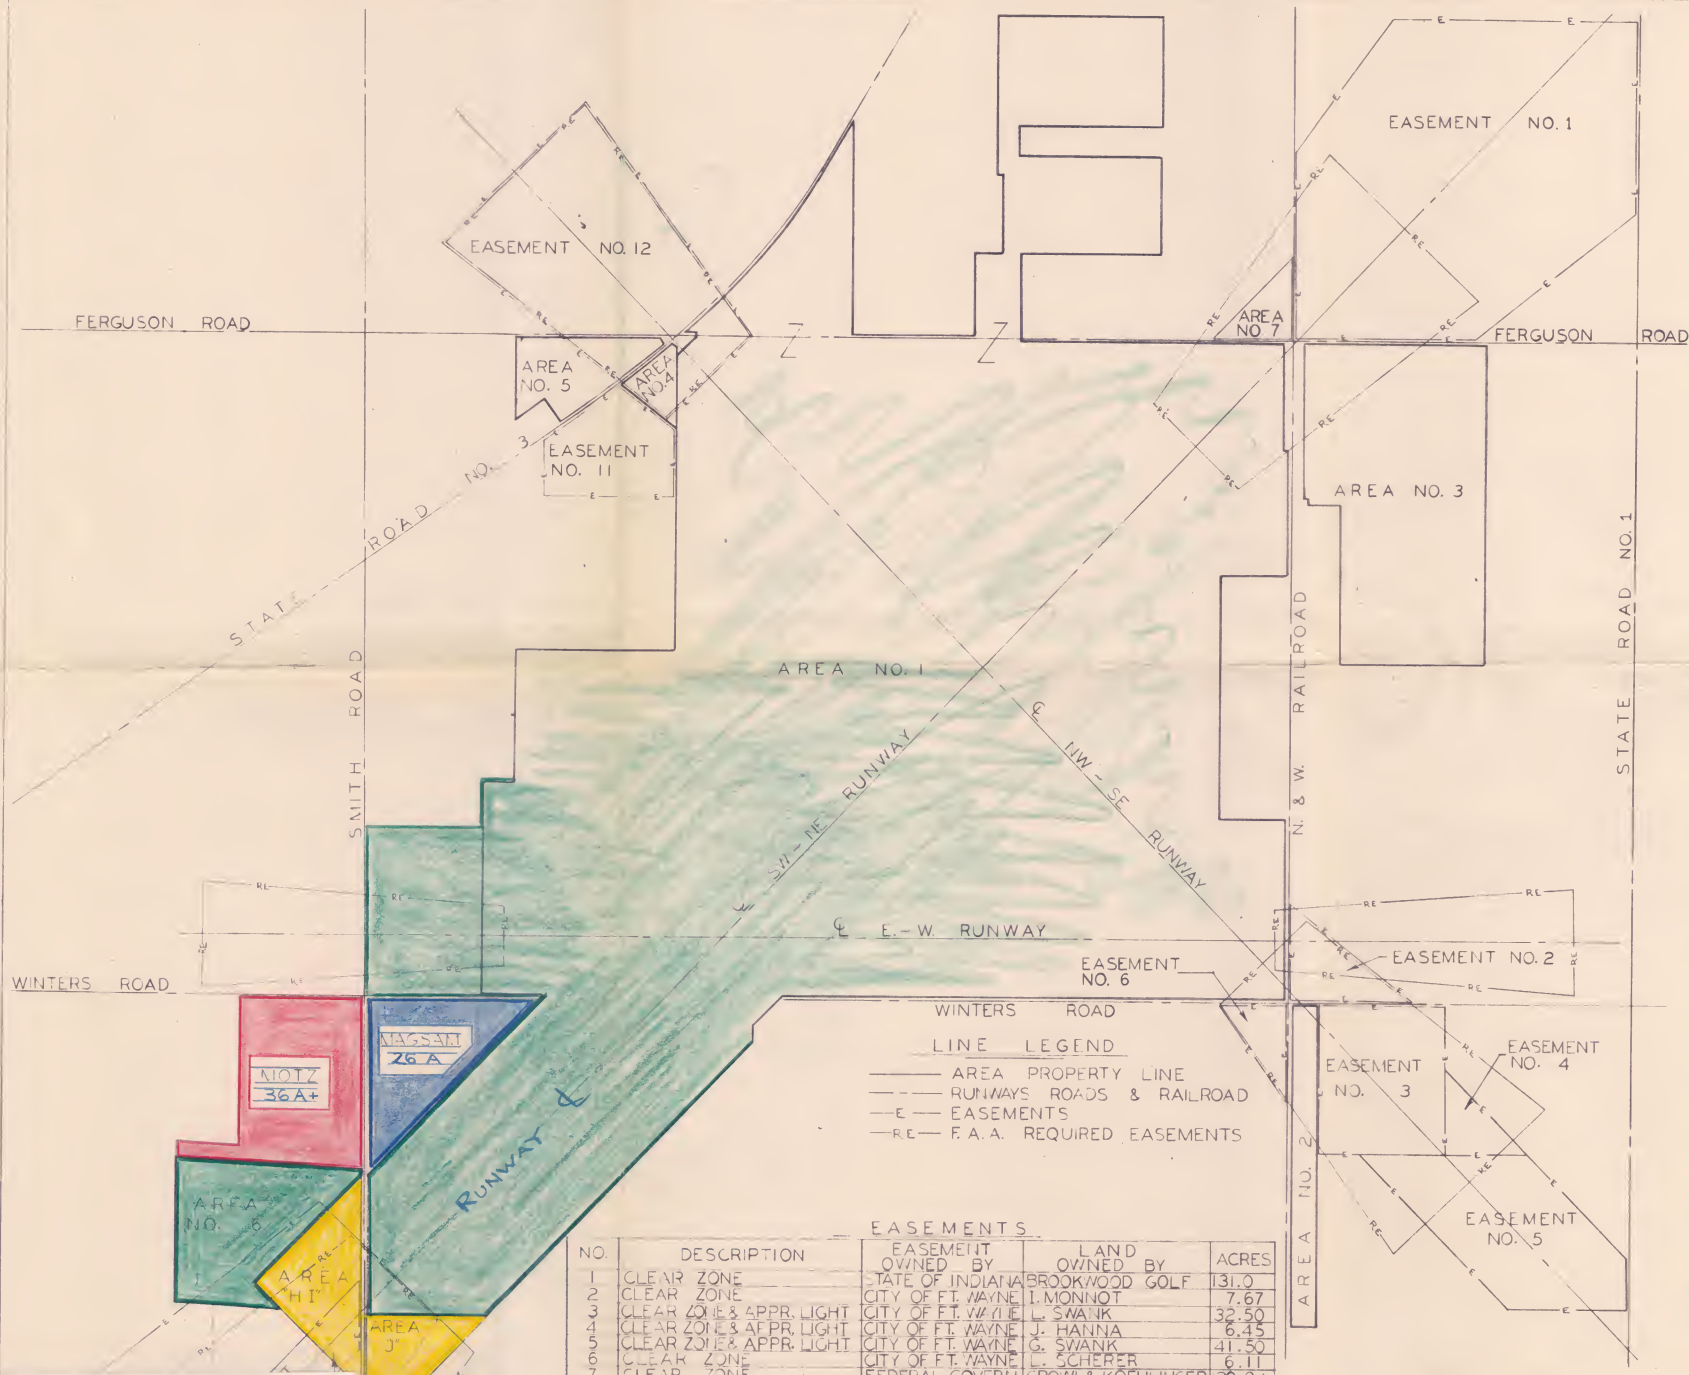 EASEMENT NO. 1
EASEMENT NO. 12
FERGUSON ROAD
AREA
NO. 7
FERGUSON ROAD
AREA
NO. 5
AREA
NO. 4
EASEMENT
NO. 11
STATE ROAD NO. 3
AREA NO. 3
STATE ROAD NO. 1
SMITH ROAD
AREA NO. 1
N. & W. RAILROAD
SW - NE RUNWAY
NW - SE RUNWAY
E.-W. RUNWAY
WINTERS ROAD
EASEMENT
NO. 6
EASEMENT NO. 2
WINTERS ROAD
MAGSAM
26 A
MOTZ
36 A+
RUNWAY
LINE LEGEND
AREA PROPERTY LINE
RUNWAYS ROADS & RAILROAD
—E— EASEMENTS
—RE— F.A.A. REQUIRED EASEMENTS
EASEMENT
NO. 3
EASEMENT
NO. 4
AREA NO. 2
EASEMENT
NO. 5
AREA
NO. 6
AREA
"H I"
AREA
J"
EASEMENTS
NO. DESCRIPTION EASEMENT OWNED BY LAND OWNED BY ACRES
1 CLEAR ZONE STATE OF INDIANA BROOKWOOD GOLF 131.0
2 CLEAR ZONE CITY OF FT. WAYNE I. MONNOT 7.67
3 CLEAR ZONE & APPR. LIGHT CITY OF FT. WAYNE L. SWANK 32.50
4 CLEAR ZONE & APPR. LIGHT CITY OF FT. WAYNE J. HANNA 6.45
5 CLEAR ZONE & APPR. LIGHT CITY OF FT. WAYNE G. SWANK 41.50
6 CLEAR ZONE CITY OF FT. WAYNE L. SCHERER 6.11
7 CLEAR ZONE FEDERAL GOVERN